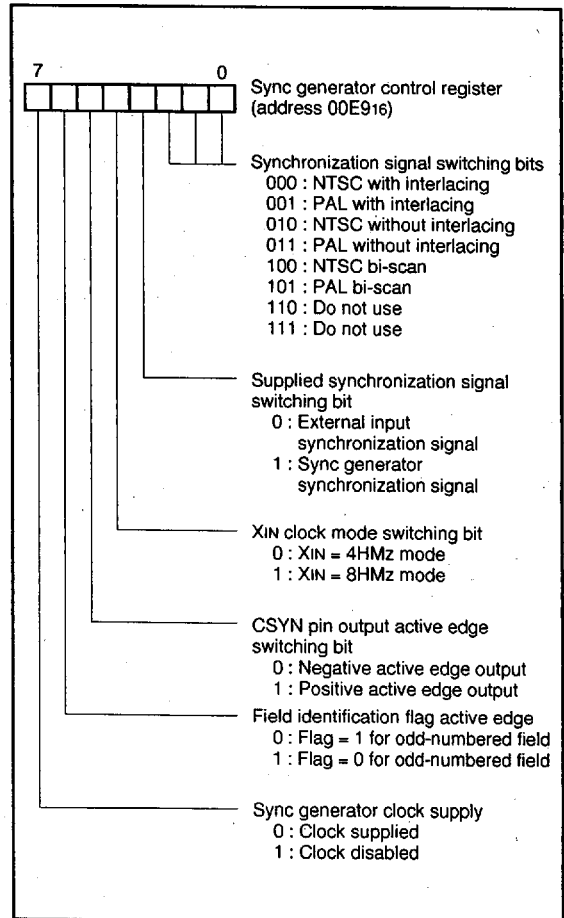 7 0
Sync generator control register
(address 00E916)
Synchronization signal switching bits
000 : NTSC with interlacing
001 : PAL with interlacing
010 : NTSC without interlacing
011 : PAL without interlacing
100 : NTSC bi-scan
101 : PAL bi-scan
110 : Do not use
111 : Do not use
Supplied synchronization signal
switching bit
0 : External input
synchronization signal
1 : Sync generator
synchronization signal
XIN clock mode switching bit
0 : XIN = 4HMz mode
1 : XIN = 8HMz mode
CSYN pin output active edge
switching bit
0 : Negative active edge output
1 : Positive active edge output
Field identification flag active edge
0 : Flag = 1 for odd-numbered field
1 : Flag = 0 for odd-numbered field
Sync generator clock supply
0 : Clock supplied
1 : Clock disabled